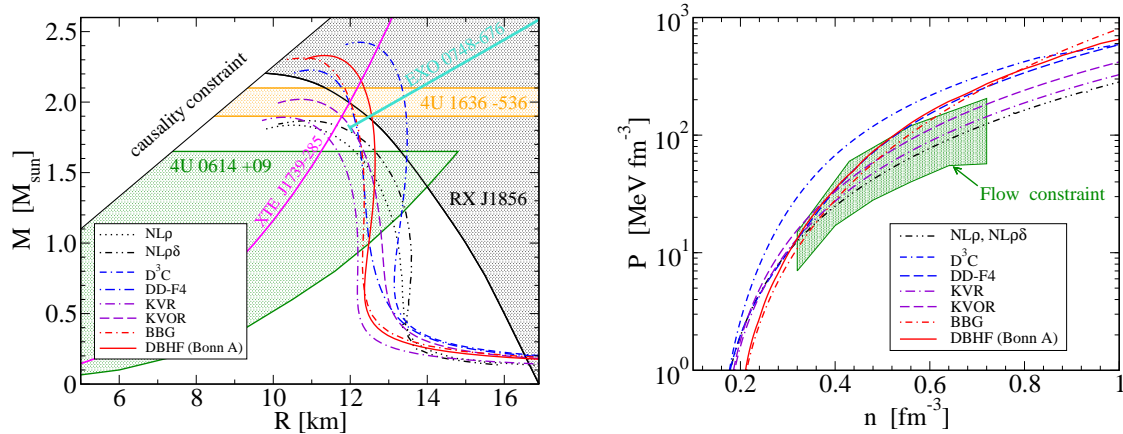 M [M_sun]
2.5
2.0
1.5
1.0
0.5
0
causality constraint
EXO 0748-676
4U 1636 -536
4U 0614 +09
XTE J1739-285
RX J1856
NLρ
NLρδ
D³C
DD-F4
KVR
KVOR
BBG
DBHF (Bonn A)
6 8 10 12 14 16
R [km]
P [MeV fm⁻³]
10³
10²
10¹
10⁰
Flow constraint
NLρ, NLρδ
D³C
DD-F4
KVR
KVOR
BBG
DBHF (Bonn A)
0.2 0.4 0.6 0.8 1
n [fm⁻³]